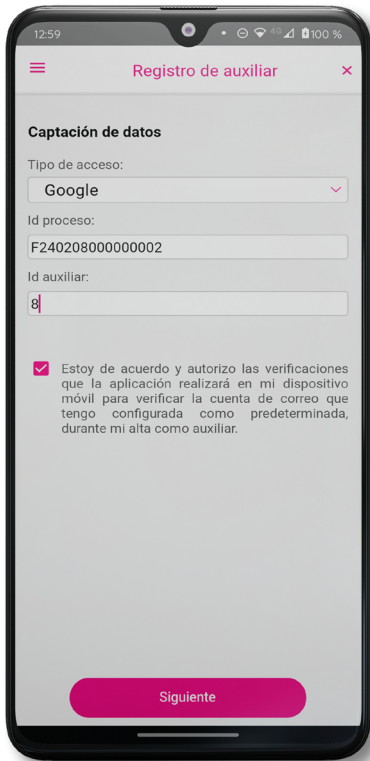 12:59
4G
100 %
Registro de auxiliar
Captación de datos
Tipo de acceso:
Google
Id proceso:
F240208000000002
Id auxiliar:
8
Estoy de acuerdo y autorizo las verificaciones
que la aplicación realizará en mi dispositivo
móvil para verificar la cuenta de correo que
tengo configurada como predeterminada,
durante mi alta como auxiliar.
Siguiente